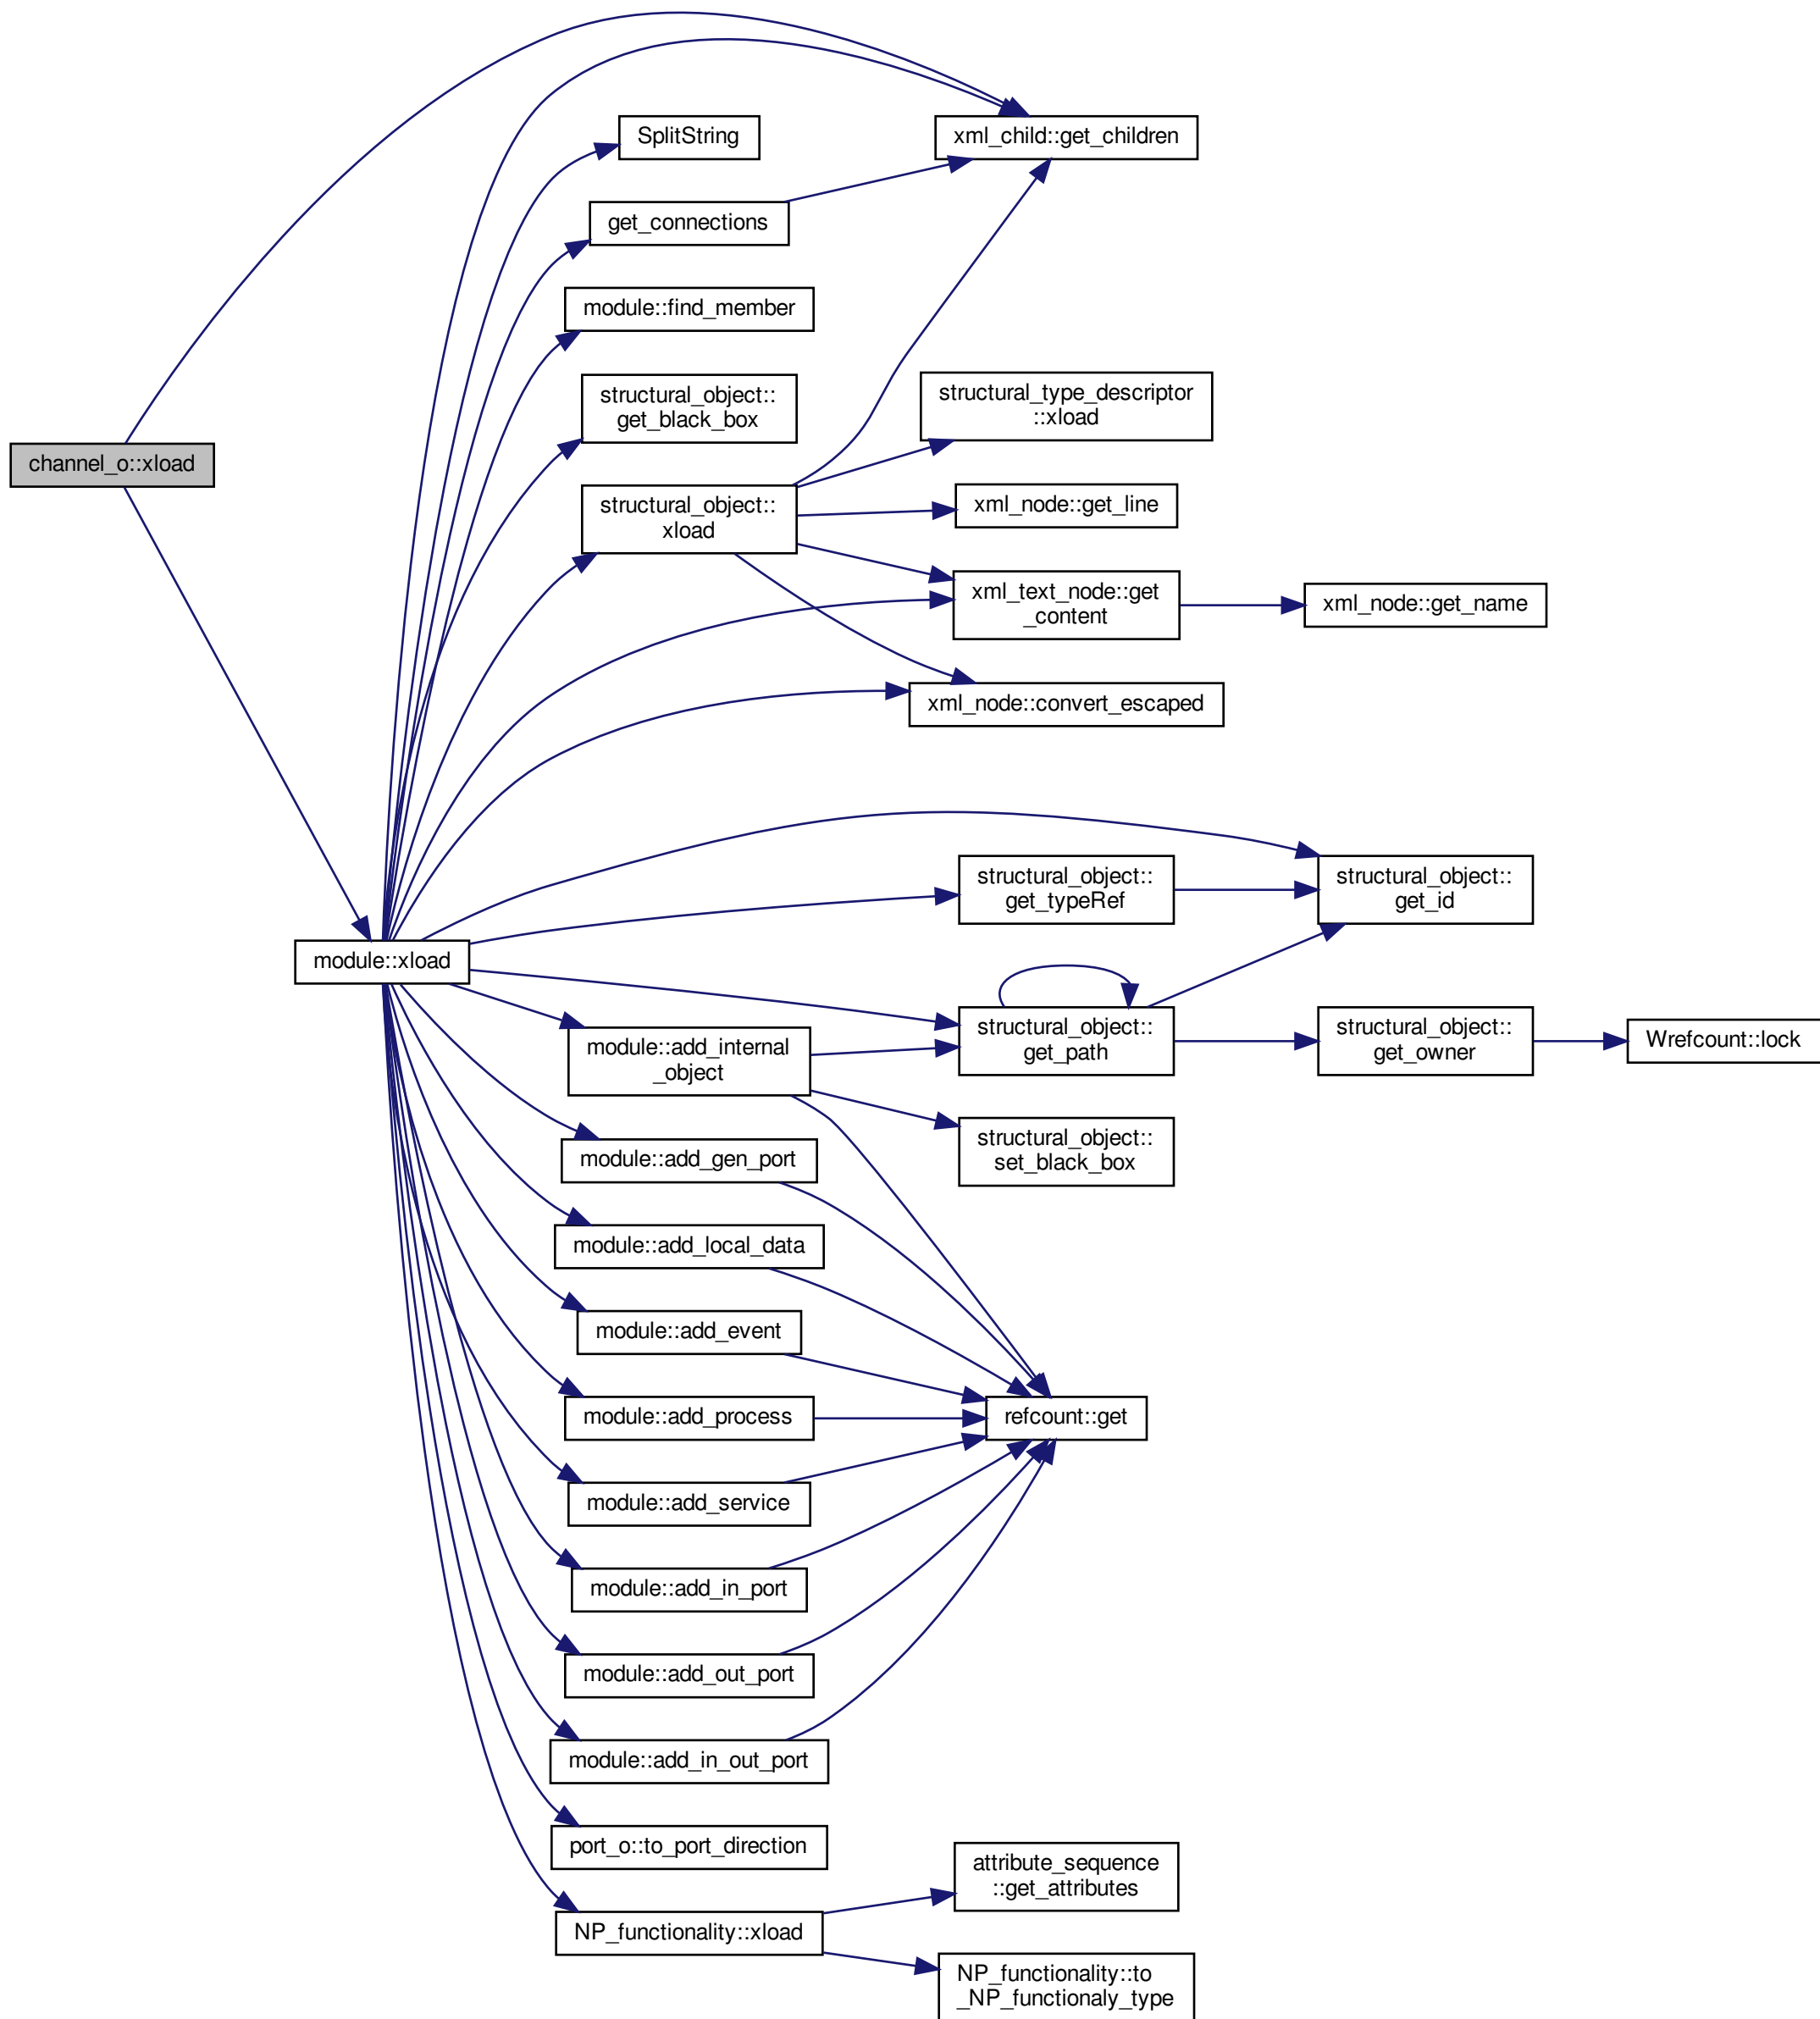 SplitString
xml_child::get_children
get_connections
module::find_member
structural_object::
get_black_box
structural_type_descriptor
::xload
channel_o::xload
structural_object::
xload
xml_node::get_line
xml_text_node::get
_content
xml_node::get_name
xml_node::convert_escaped
structural_object::
get_typeRef
structural_object::
get_id
module::xload
module::add_internal
_object
structural_object::
get_path
structural_object::
get_owner
Wrefcount::lock
module::add_gen_port
structural_object::
set_black_box
module::add_local_data
module::add_event
module::add_process
refcount::get
module::add_service
module::add_in_port
module::add_out_port
module::add_in_out_port
port_o::to_port_direction
attribute_sequence
::get_attributes
NP_functionality::xload
NP_functionality::to
_NP_functionaly_type